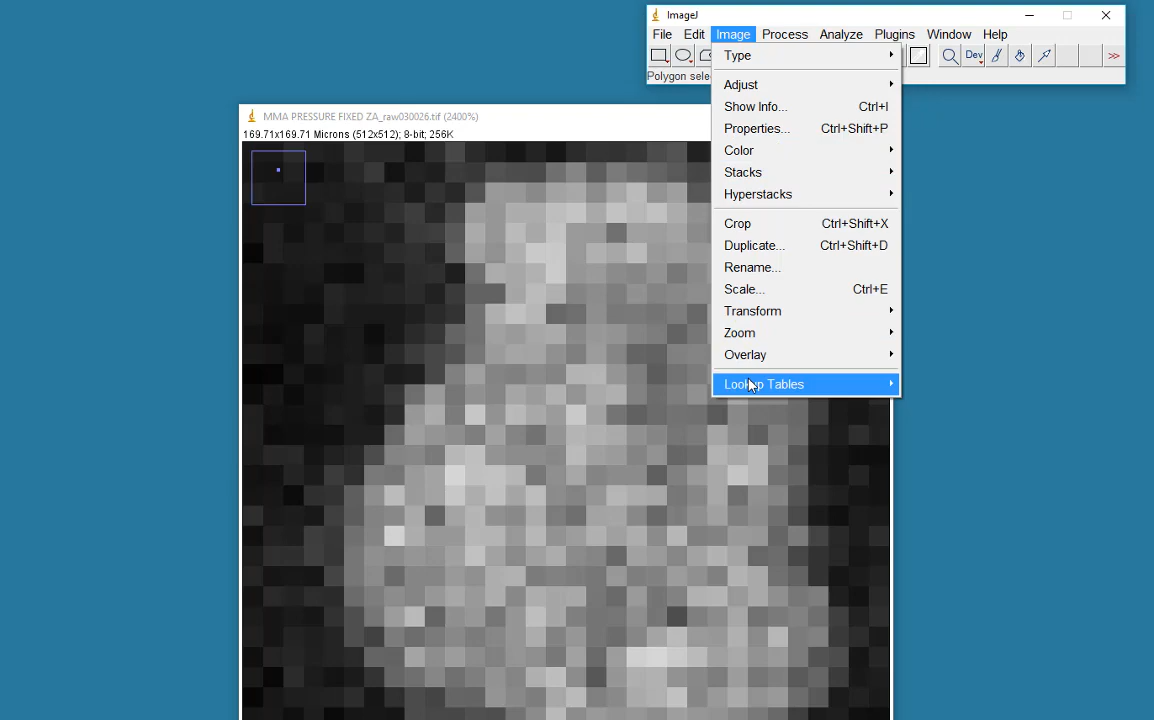 ImageJ
File Edit Image Process Analyze Plugins Window Help
Dev >>
Polygon sele
Type
Adjust
Show Info... Ctrl+I
Properties... Ctrl+Shift+P
Color
Stacks
Hyperstacks
Crop Ctrl+Shift+X
Duplicate... Ctrl+Shift+D
Rename...
Scale... Ctrl+E
Transform
Zoom
Overlay
Lookup Tables
MMA PRESSURE FIXED ZA_raw030026.tif (2400%)
169.71x169.71 Microns (512x512); 8-bit; 256K